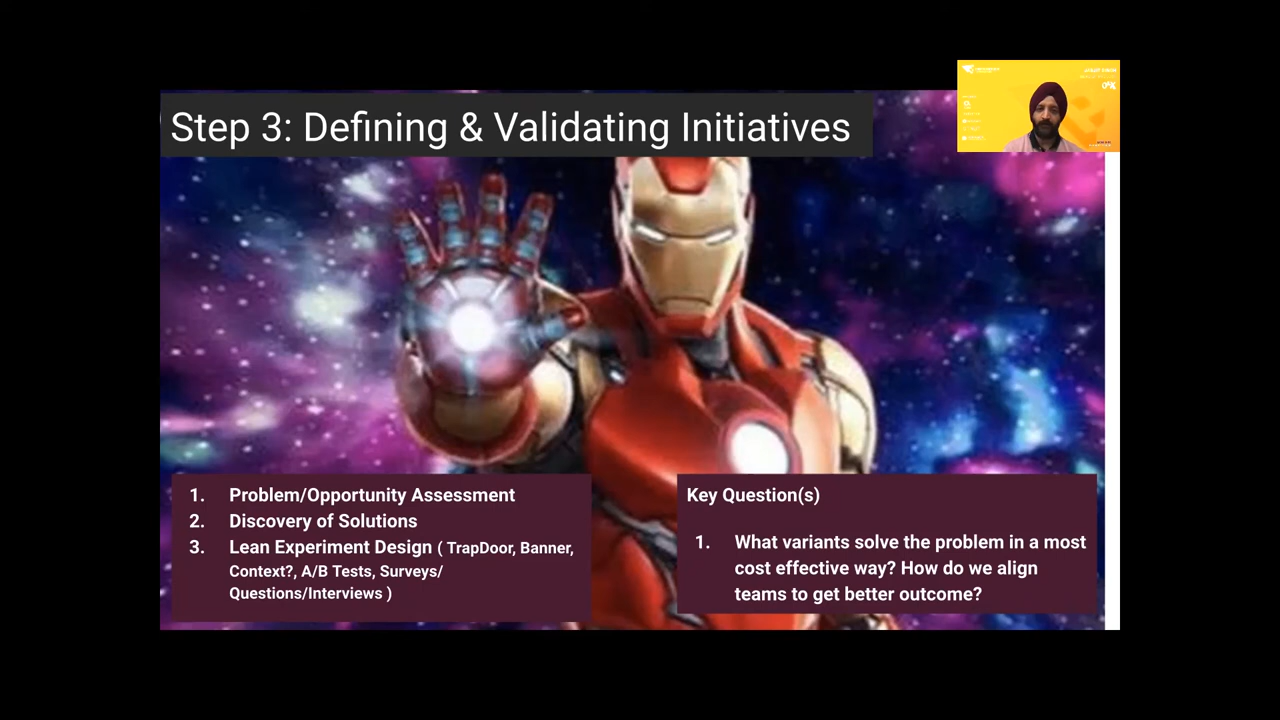 Step 3: Defining & Validating Initiatives
1. Problem/Opportunity Assessment
2. Discovery of Solutions
3. Lean Experiment Design ( TrapDoor, Banner,
Context?, A/B Tests, Surveys/
Questions/Interviews )
Key Question(s)
1. What variants solve the problem in a most
cost effective way? How do we align
teams to get better outcome?